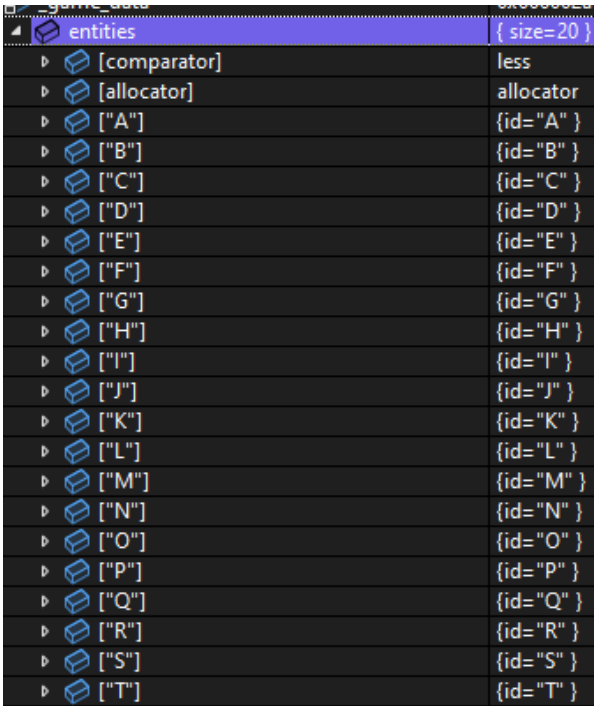 _game_data
entities { size=20 }
[comparator] less
[allocator] allocator
["A"] {id="A" }
["B"] {id="B" }
["C"] {id="C" }
["D"] {id="D" }
["E"] {id="E" }
["F"] {id="F" }
["G"] {id="G" }
["H"] {id="H" }
["I"] {id="I" }
["J"] {id="J" }
["K"] {id="K" }
["L"] {id="L" }
["M"] {id="M" }
["N"] {id="N" }
["O"] {id="O" }
["P"] {id="P" }
["Q"] {id="Q" }
["R"] {id="R" }
["S"] {id="S" }
["T"] {id="T" }